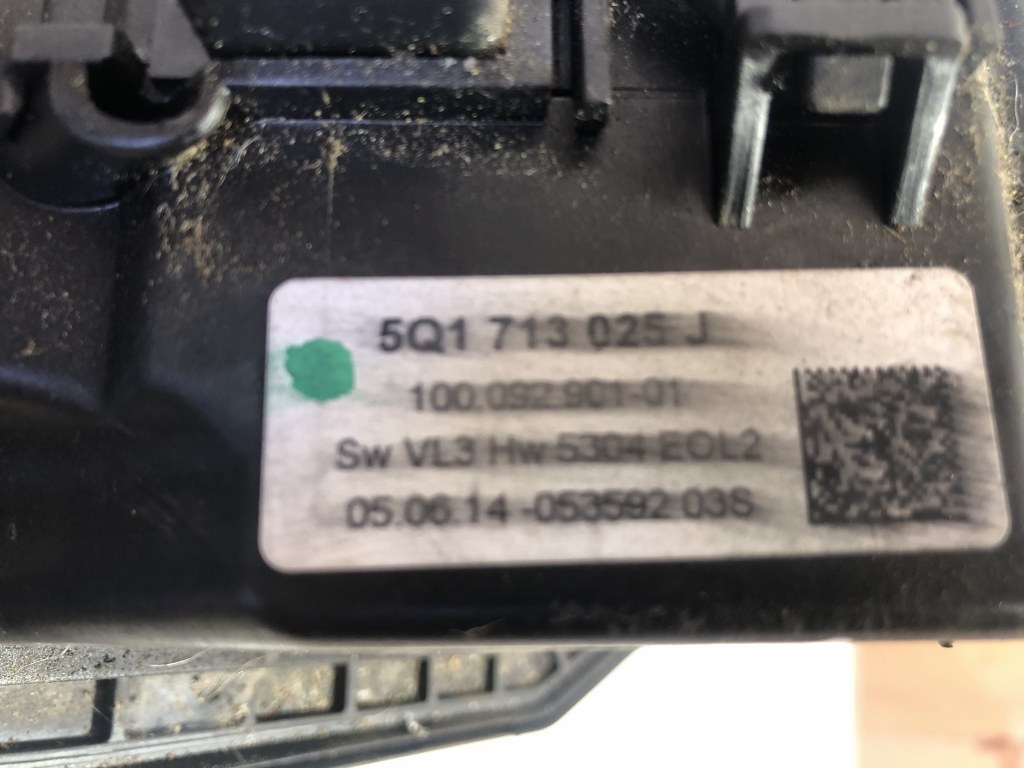 5Q1 713 025 J
100.092.901-01
Sw VL3 Hw 5304 EOL2
05.06.14 -053592 03S